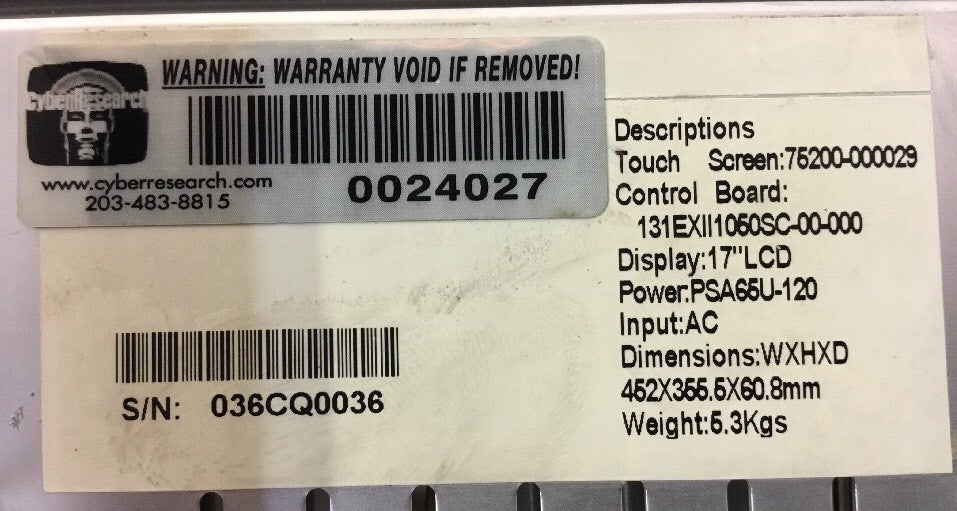 CyberResearch
WARNING: WARRANTY VOID IF REMOVED!
www.cyberresearch.com
203-483-8815
0024027
S/N: 036CQ0036
Descriptions
Touch Screen:75200-000029
Control Board:
131EXII1050SC-00-000
Display:17"LCD
Power:PSA65U-120
Input:AC
Dimensions:WXHXD
452X355.5X60.8mm
Weight:5.3Kgs